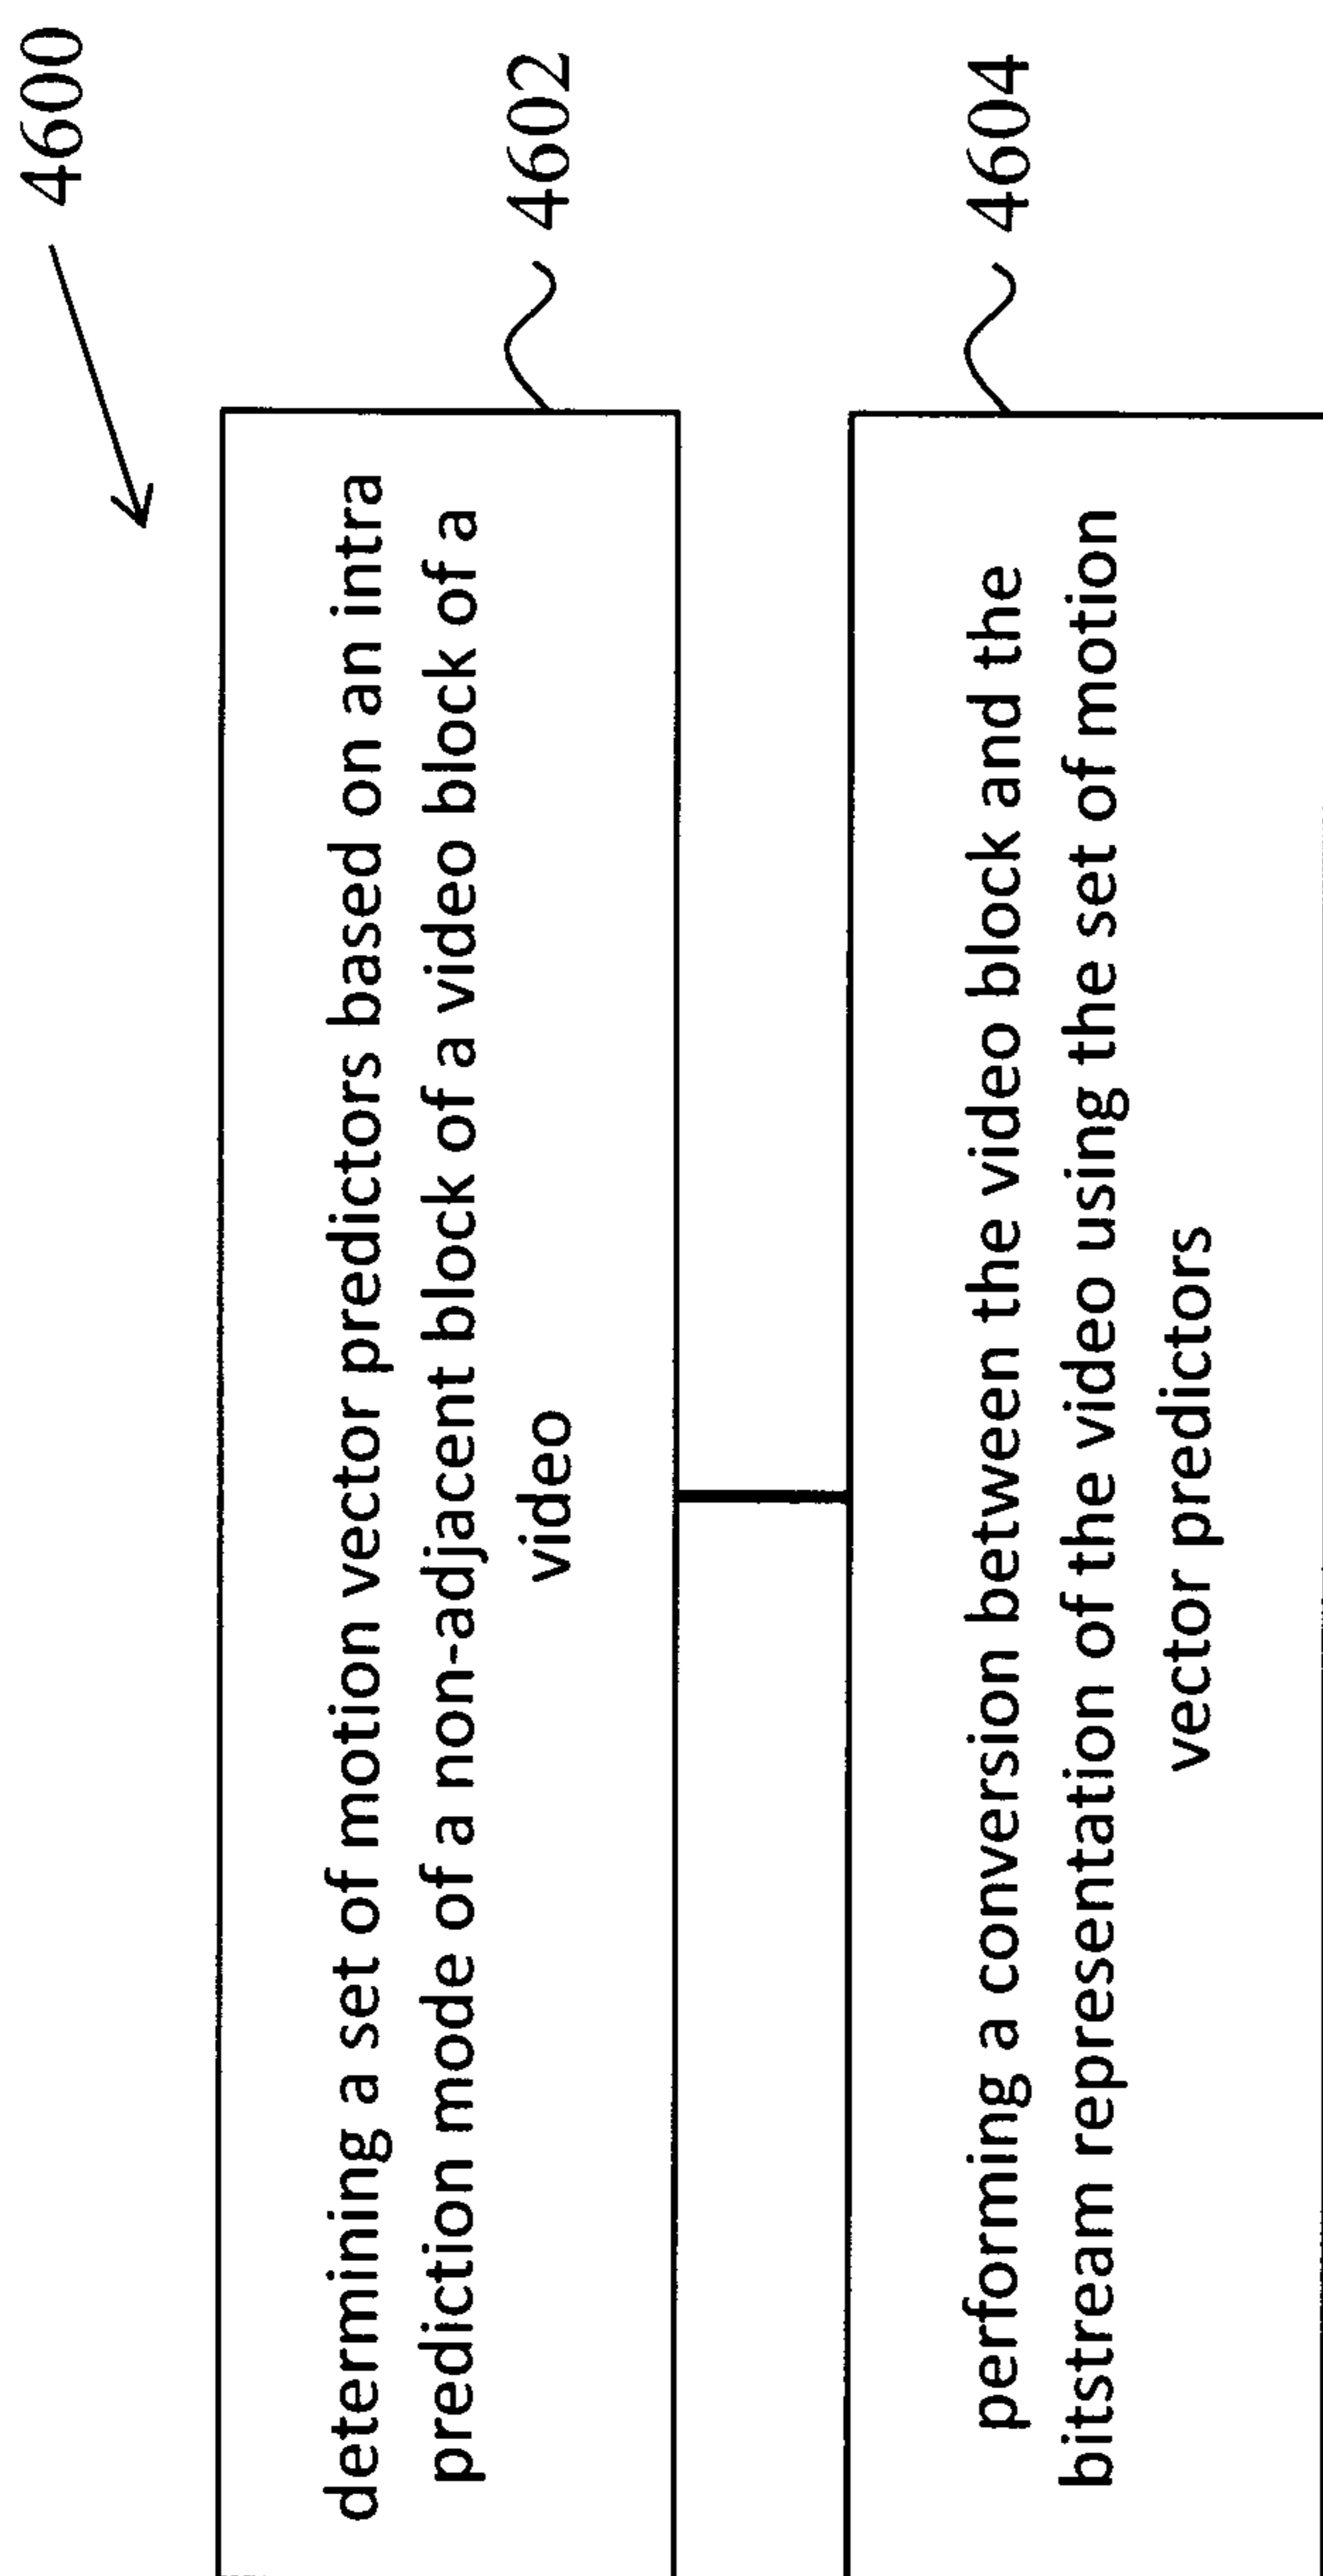 4600
determining a set of motion vector predictors based on an intra
prediction mode of a non-adjacent block of a video block of a
video
4602
performing a conversion between the video block and the
bitstream representation of the video using the set of motion
vector predictors
4604